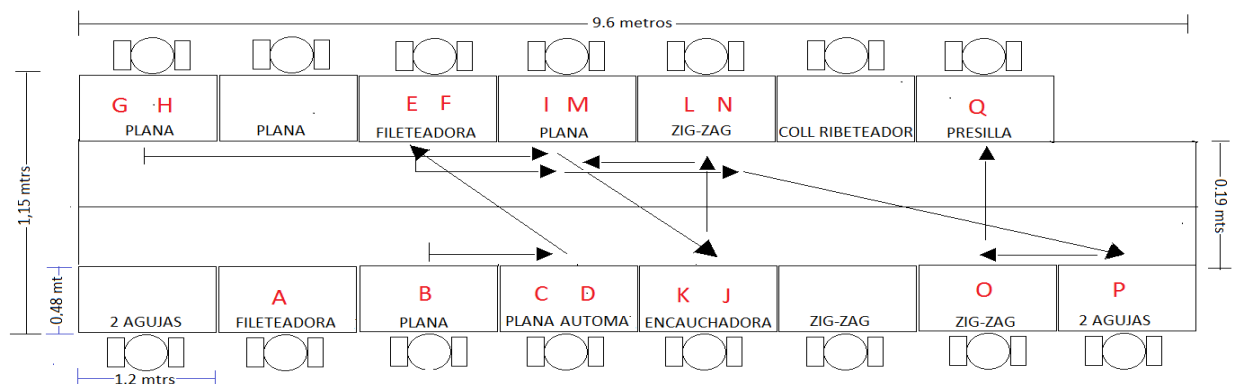 9.6 metros
G H
E F
I M
L N
Q
PLANA
PLANA
FILETEADORA
PLANA
ZIG-ZAG
COLL RIBETEADOR
PRESILLA
1,15 mtrs
0.19 mts
0,48 mt
A
B
C D
K J
O
P
2 AGUJAS
FILETEADORA
PLANA
PLANA AUTOMA
ENCAUCHADORA
ZIG-ZAG
ZIG-ZAG
2 AGUJAS
1.2 mtrs